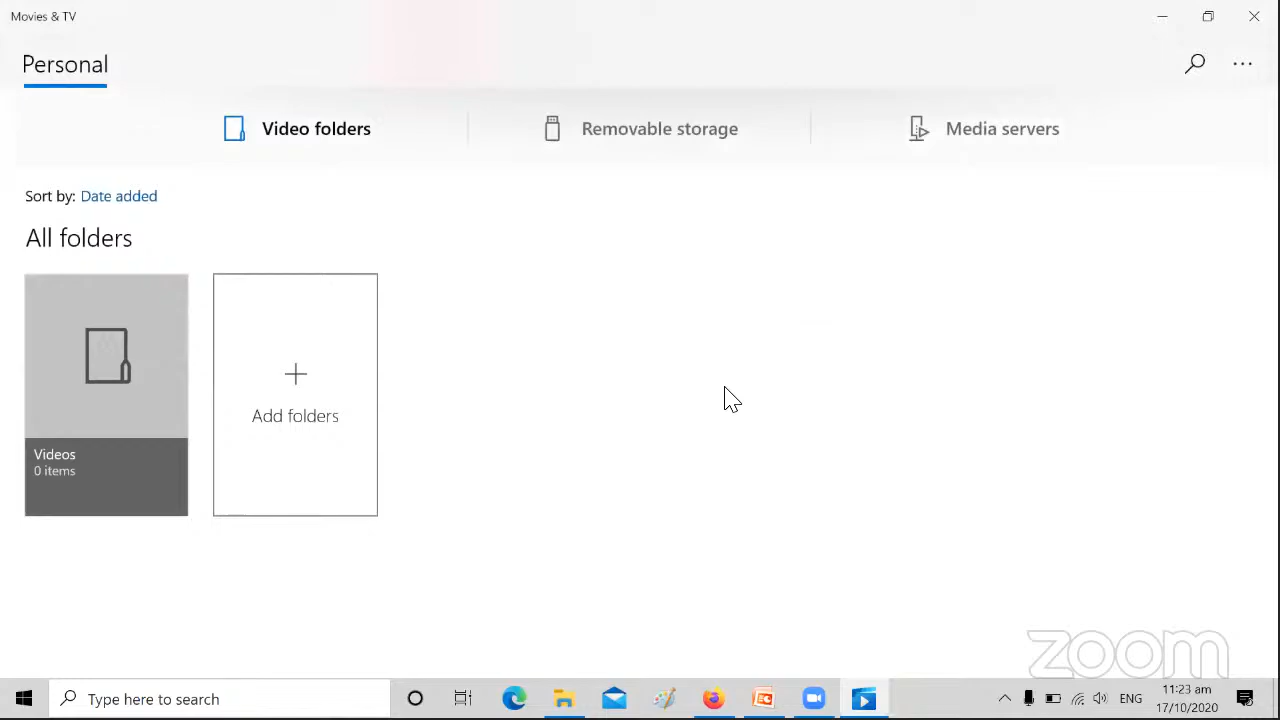 Movies & TV
Personal
Video folders
Removable storage
Media servers
Sort by: Date added
All folders
Videos
0 items
Add folders
zoom
Type here to search
ENG
11:23 am
17/10/2020